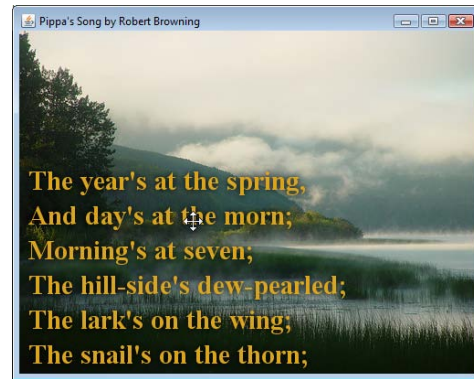 Pippa's Song by Robert Browning
The year's at the spring,
And day's at the morn;
Morning's at seven;
The hill-side's dew-pearled;
The lark's on the wing;
The snail's on the thorn;